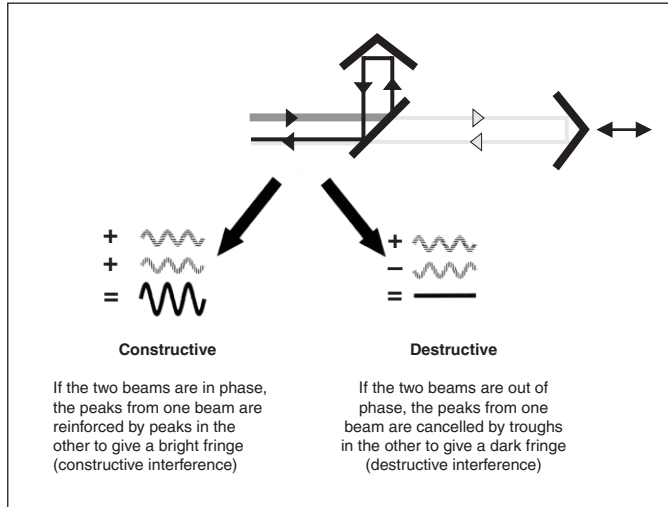 +
+
=
+
−
=
Constructive
If the two beams are in phase,
the peaks from one beam are
reinforced by peaks in the
other to give a bright fringe
(constructive interference)
Destructive
If the two beams are out of
phase, the peaks from one
beam are cancelled by troughs
in the other to give a dark fringe
(destructive interference)